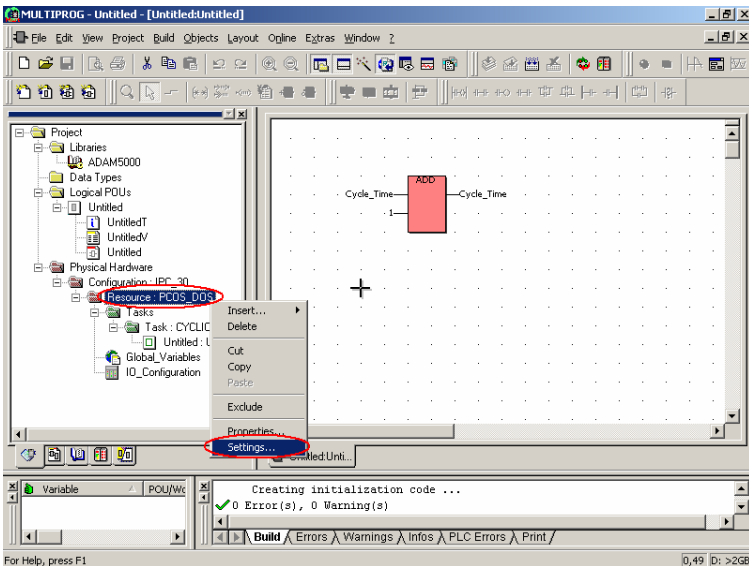 MULTIPROG - Untitled - [Untitled:Untitled]
File Edit View Project Build Objects Layout Online Extras Window ?
Project
Libraries
ADAM5000
Data Types
Logical POUs
Untitled
UntitledT
UntitledV
Untitled
Physical Hardware
Configuration : IPC_30
Resource : PCOS_DOS
Tasks
Task : CYCLIC
Untitled : U
Global_Variables
IO_Configuration
Insert...
Delete
Cut
Copy
Paste
Exclude
Properties...
Settings...
ADD
Cycle_Time
Cycle_Time
1
Untitled:Unti...
Variable POU/Wo
Creating initialization code ...
0 Error(s), 0 Warning(s)
Build Errors Warnings Infos PLC Errors Print
For Help, press F1
0,49 D: >2GB